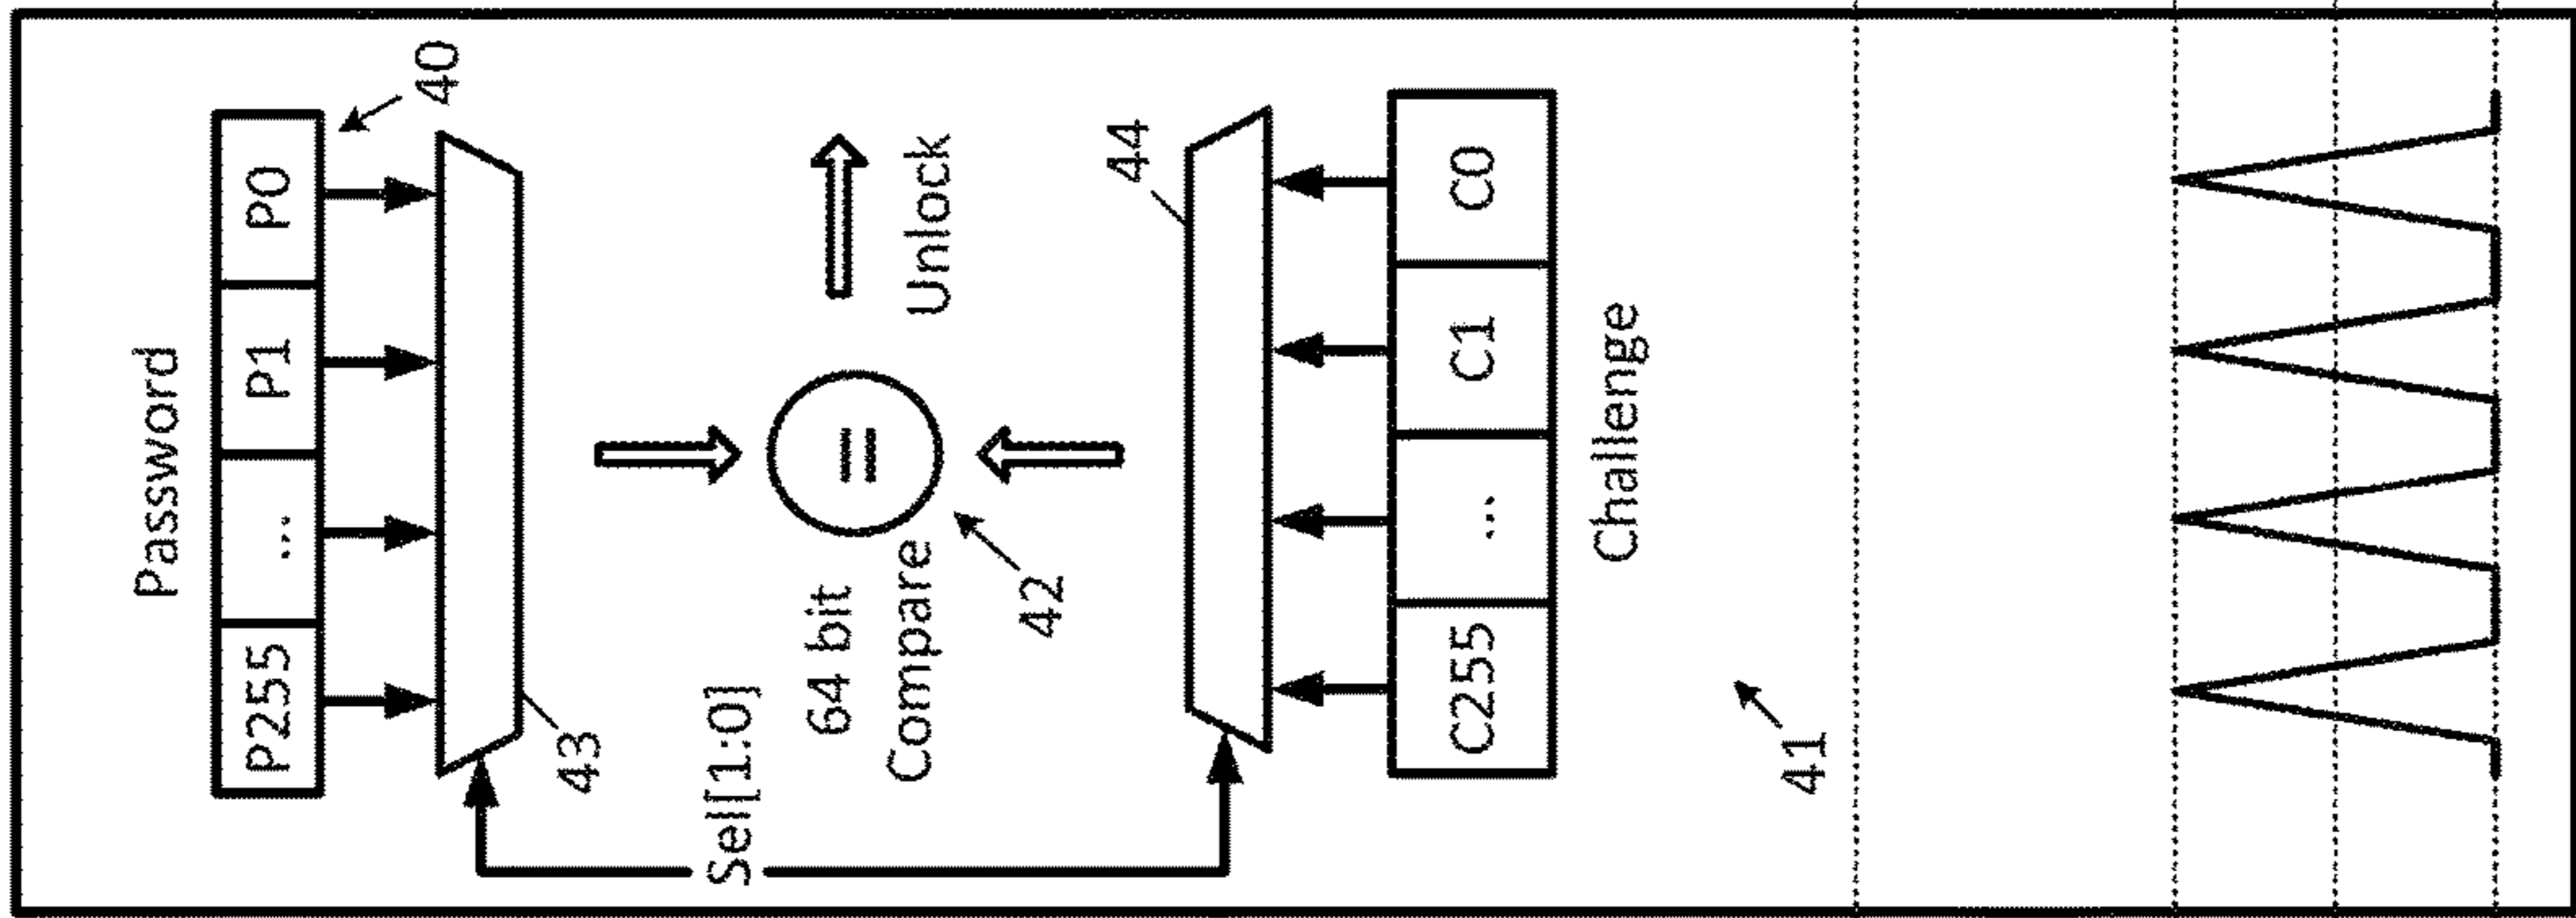 Password
P255 ... P1 P0
40
43
Sel[1:0]
64 bit
Compare
==
Unlock
42
44
C255 ... C1 C0
Challenge
41